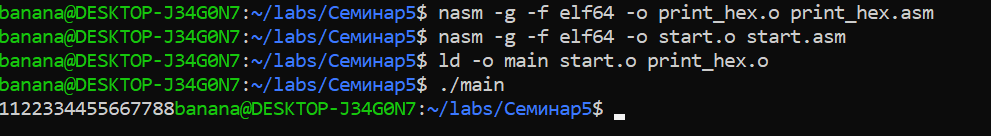 banana@DESKTOP-J34G0N7:~/labs/Семинар5$ nasm -g -f elf64 -o print_hex.o print_hex.asm
banana@DESKTOP-J34G0N7:~/labs/Семинар5$ nasm -g -f elf64 -o start.o start.asm
banana@DESKTOP-J34G0N7:~/labs/Семинар5$ ld -o main start.o print_hex.o
banana@DESKTOP-J34G0N7:~/labs/Семинар5$ ./main
1122334455667788banana@DESKTOP-J34G0N7:~/labs/Семинар5$